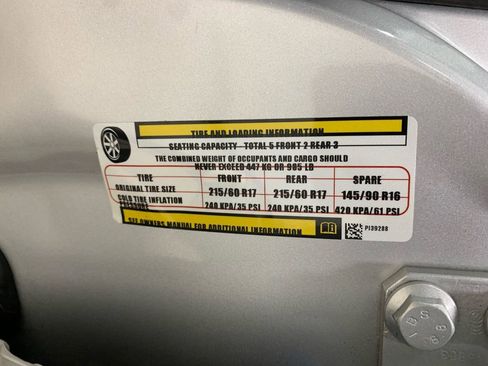 TIRE AND LOADING INFORMATION
SEATING CAPACITY - TOTAL 5 FRONT 2 REAR 3
THE COMBINED WEIGHT OF OCCUPANTS AND CARGO SHOULD
NEVER EXCEED 447 KG OR 985 LB
TIRE FRONT REAR SPARE
ORIGINAL TIRE SIZE 215/60 R17 215/60 R17 145/90 R16
COLD TIRE INFLATION
PRESSURE 240 KPA/35 PSI 240 KPA/35 PSI 420 KPA/61 PSI
SEE OWNERS MANUAL FOR ADDITIONAL INFORMATION
PI39288